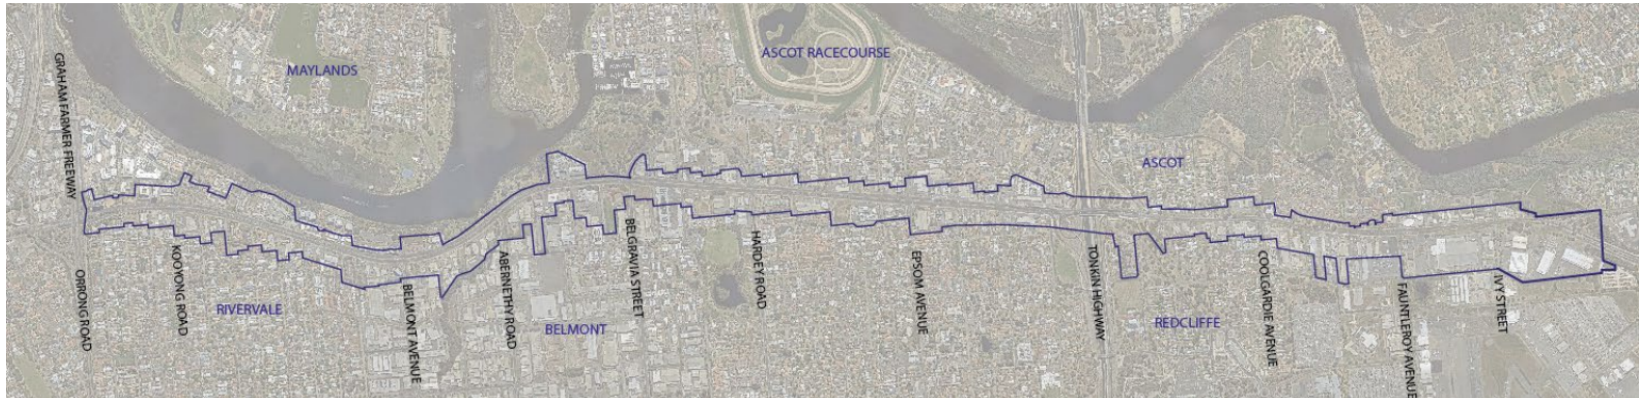 GRAHAM FARMER FREEWAY
MAYLANDS
ASCOT RACECOURSE
ASCOT
ORRONG ROAD
KOOYONG ROAD
RIVERVALE
BELMONT AVENUE
ABERNETHY ROAD
BELMONT
BELGRAVIA STREET
HARDEY ROAD
EPSOM AVENUE
TONKIN HIGHWAY
REDCLIFFE
COOLGARDIE AVENUE
FAUNTLEROY AVENUE
IVY STREET